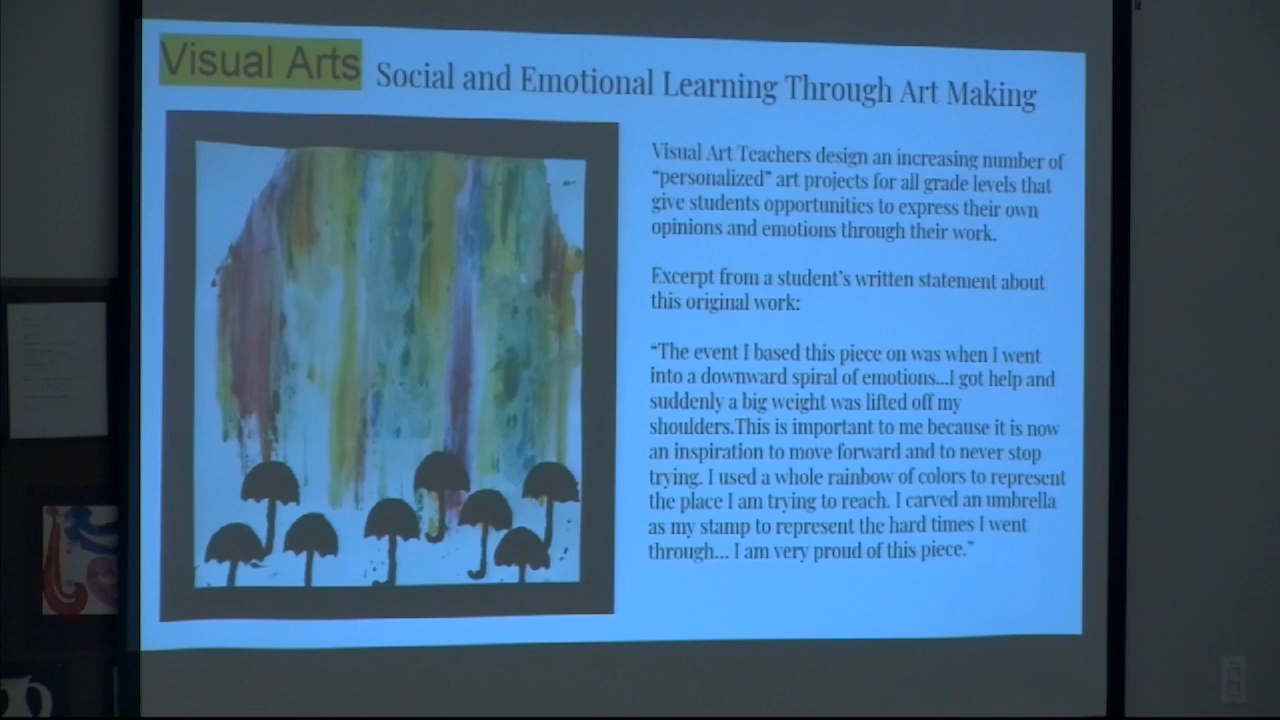 Visual Arts
Social and Emotional Learning Through Art Making
Visual Art Teachers design an increasing number of
"personalized" art projects for all grade levels that
give students opportunities to express their own
opinions and emotions through their work.
Excerpt from a student's written statement about
this original work:
"The event I based this piece on was when I went
into a downward spiral of emotions...I got help and
suddenly a big weight was lifted off my
shoulders.This is important to me because it is now
an inspiration to move forward and to never stop
trying. I used a whole rainbow of colors to represent
the place I am trying to reach. I carved an umbrella
as my stamp to represent the hard times I went
through... I am very proud of this piece."